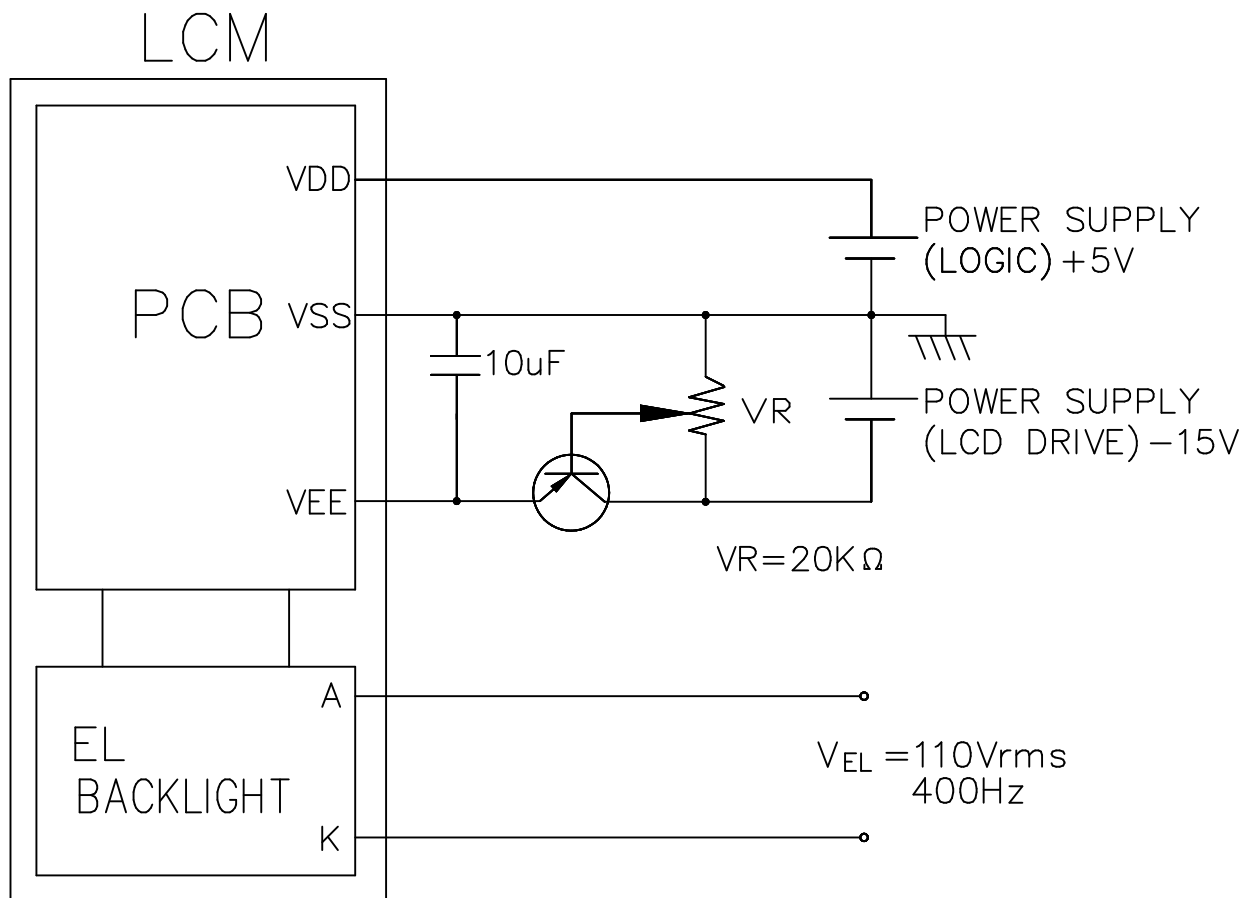 LCM
VDD
POWER SUPPLY
(LOGIC)+5V
PCB
VSS
10uF
VR
POWER SUPPLY
(LCD DRIVE)-15V
VEE
VR=20KΩ
A
EL
BACKLIGHT
VEL=110Vrms
400Hz
K